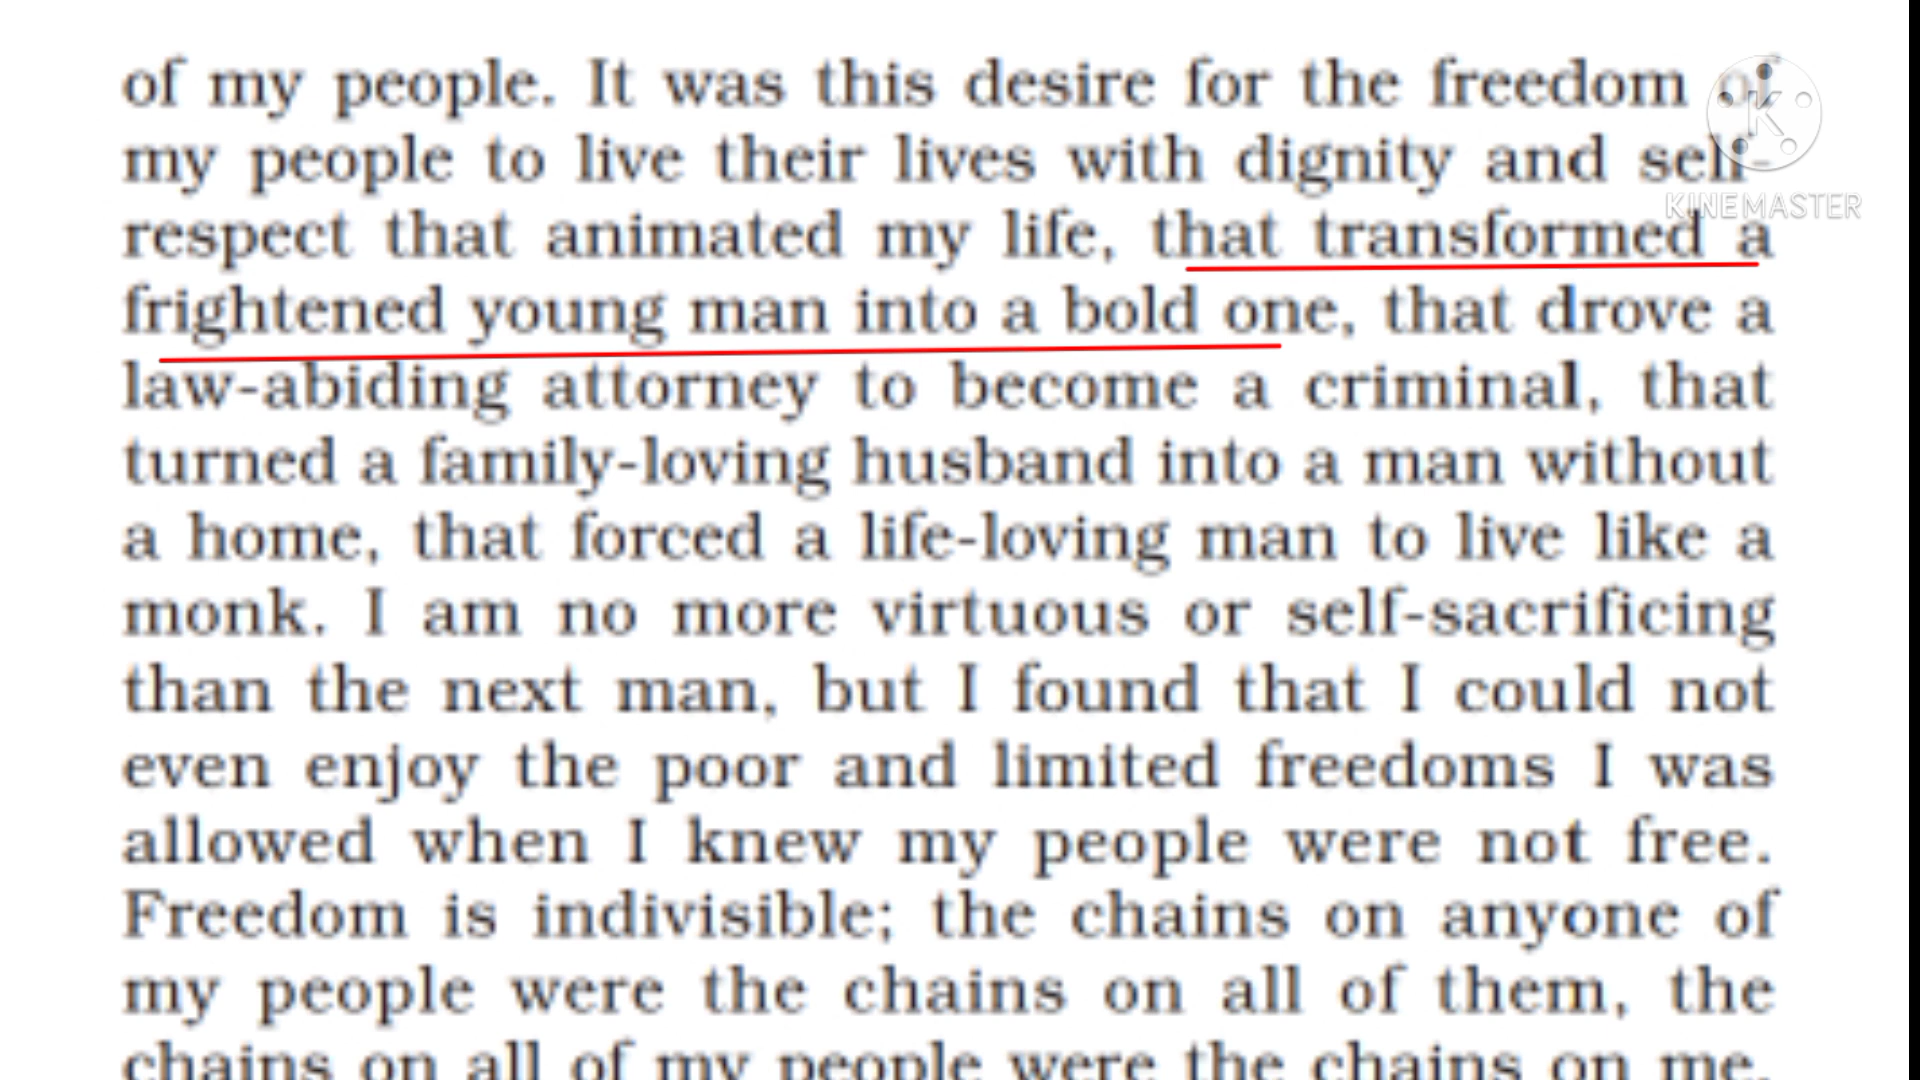 of my people. It was this desire for the freedom of
my people to live their lives with dignity and self-
respect that animated my life, that transformed a
frightened young man into a bold one, that drove a
law-abiding attorney to become a criminal, that
turned a family-loving husband into a man without
a home, that forced a life-loving man to live like a
monk. I am no more virtuous or self-sacrificing
than the next man, but I found that I could not
even enjoy the poor and limited freedoms I was
allowed when I knew my people were not free.
Freedom is indivisible; the chains on anyone of
my people were the chains on all of them, the
chains on all of my people were the chains on me.
K
KINEMASTER